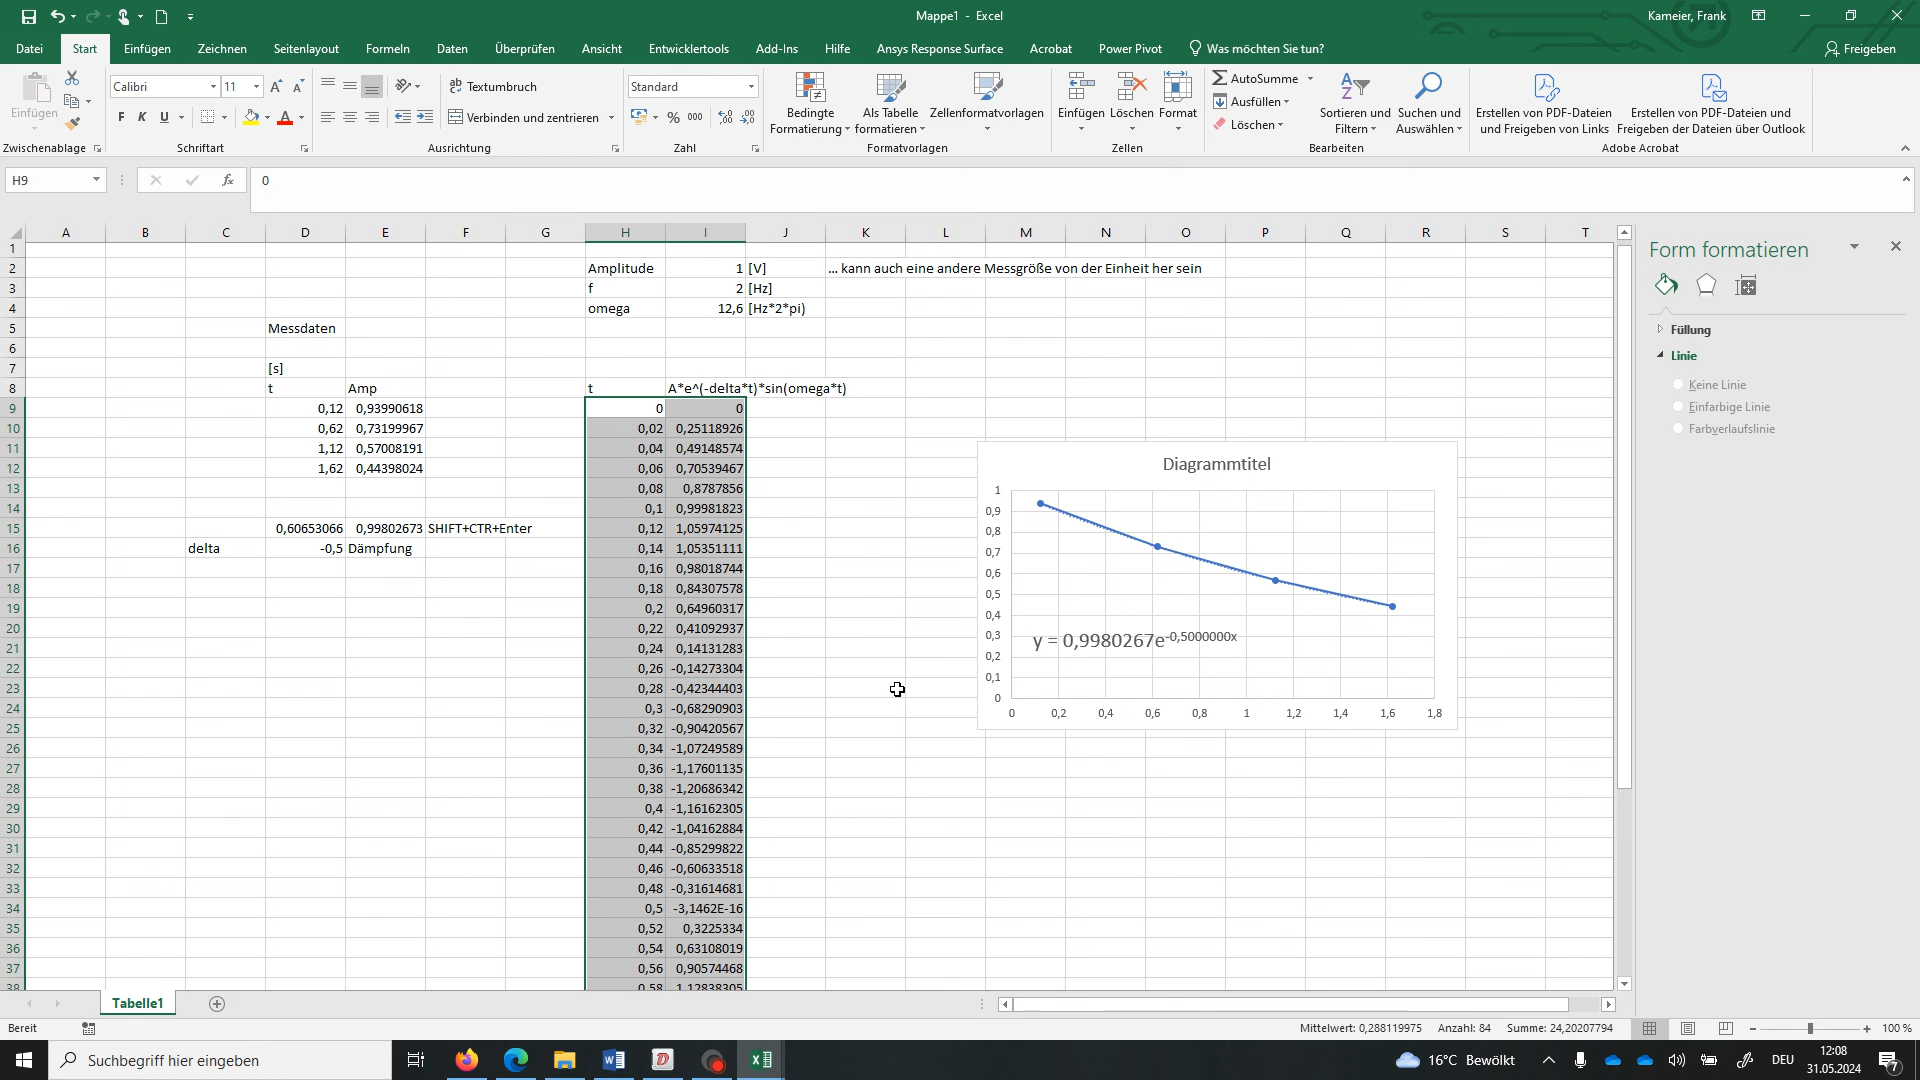 Mappe1 - Excel
Kameier, Frank
Datei Start Einfügen Zeichnen Seitenlayout Formeln Daten Überprüfen Ansicht Entwicklertools Add-Ins Hilfe Ansys Response Surface Acrobat Power Pivot Was möchten Sie tun? Freigeben
Einfügen
Calibri 11
F K U
Textumbruch
Verbinden und zentrieren
Standard
% 000
Bedingte Formatierung
Als Tabelle formatieren
Zellenformatvorlagen
Einfügen Löschen Format
AutoSumme
Ausfüllen
Löschen
Sortieren und Filtern
Suchen und Auswählen
Erstellen von PDF-Dateien und Freigeben von Links
Erstellen von PDF-Dateien und Freigeben der Dateien über Outlook
Zwischenablage Schriftart Ausrichtung Zahl Formatvorlagen Zellen Bearbeiten Adobe Acrobat
H9 fx 0
A B C D E F G H I J K L M N O P Q R S T
1
2 Amplitude 1 [V] ... kann auch eine andere Messgröße von der Einheit her sein
3 f 2 [Hz]
4 omega 12,6 [Hz*2*pi)
5 Messdaten
6
7 [s]
8 t Amp t A*e^(-delta*t)*sin(omega*t)
9 0,12 0,93990618 0 0
10 0,62 0,73199967 0,02 0,25118926
11 1,12 0,57008191 0,04 0,49148574
12 1,62 0,44398024 0,06 0,70539467
13 0,08 0,8787856
14 0,1 0,99981823
15 0,60653066 0,99802673 SHIFT+CTR+Enter 0,12 1,05974125
16 delta -0,5 Dämpfung 0,14 1,05351111
17 0,16 0,98018744
18 0,18 0,84307578
19 0,2 0,64960317
20 0,22 0,41092937
21 0,24 0,14131283
22 0,26 -0,14273304
23 0,28 -0,42344403
24 0,3 -0,68290903
25 0,32 -0,90420567
26 0,34 -1,07249589
27 0,36 -1,17601135
28 0,38 -1,20686342
29 0,4 -1,16162305
30 0,42 -1,04162884
31 0,44 -0,85299822
32 0,46 -0,60633518
33 0,48 -0,31614681
34 0,5 -3,1462E-16
35 0,52 0,3225334
36 0,54 0,63108019
37 0,56 0,90574468
38 0,58 1,12838305
Diagrammtitel
1
0,9
0,8
0,7
0,6
0,5
0,4
0,3
0,2
0,1
0
y = 0,9980267e-0,5000000x
0 0,2 0,4 0,6 0,8 1 1,2 1,4 1,6 1,8
Form formatieren
Füllung
Linie
Keine Linie
Einfarbige Linie
Farbverlaufslinie
Tabelle1
Bereit
Mittelwert: 0,288119975 Anzahl: 84 Summe: 24,20207794
100 %
Suchbegriff hier eingeben
16°C Bewölkt
DEU
12:08
31.05.2024
7